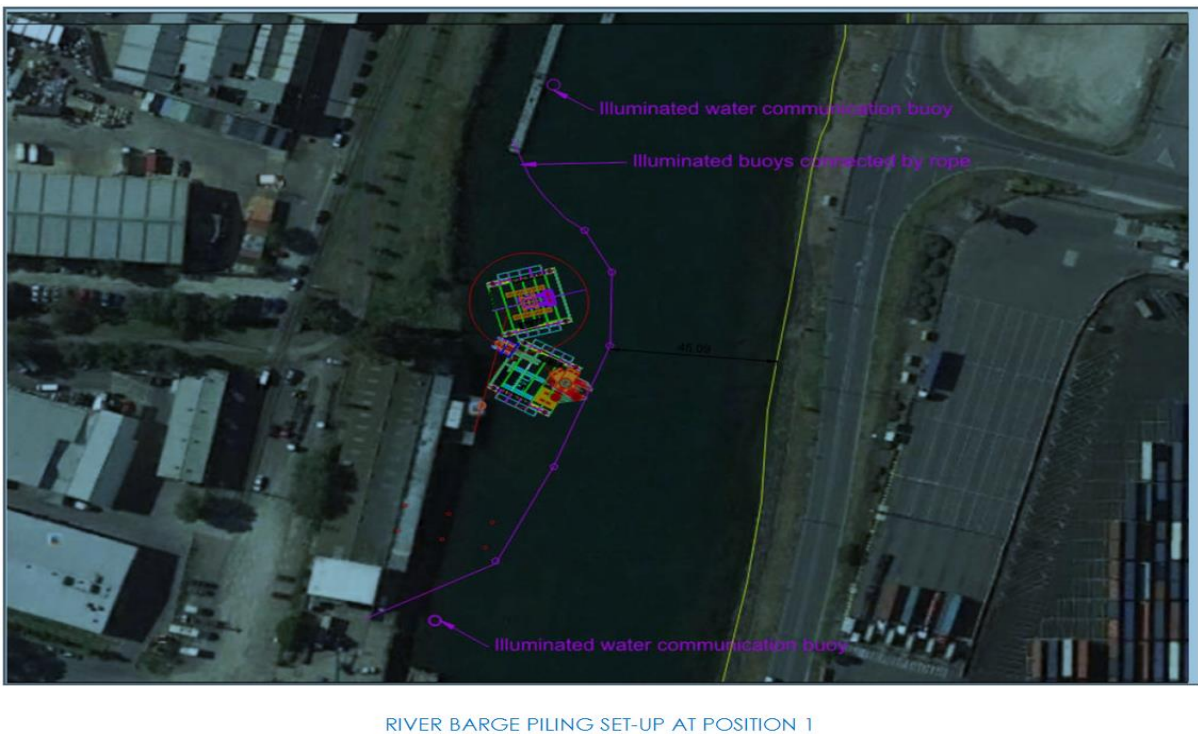 Illuminated water communication buoy
Illuminated buoys connected by rope
46.09
Illuminated water communication buoy
RIVER BARGE PILING SET-UP AT POSITION 1